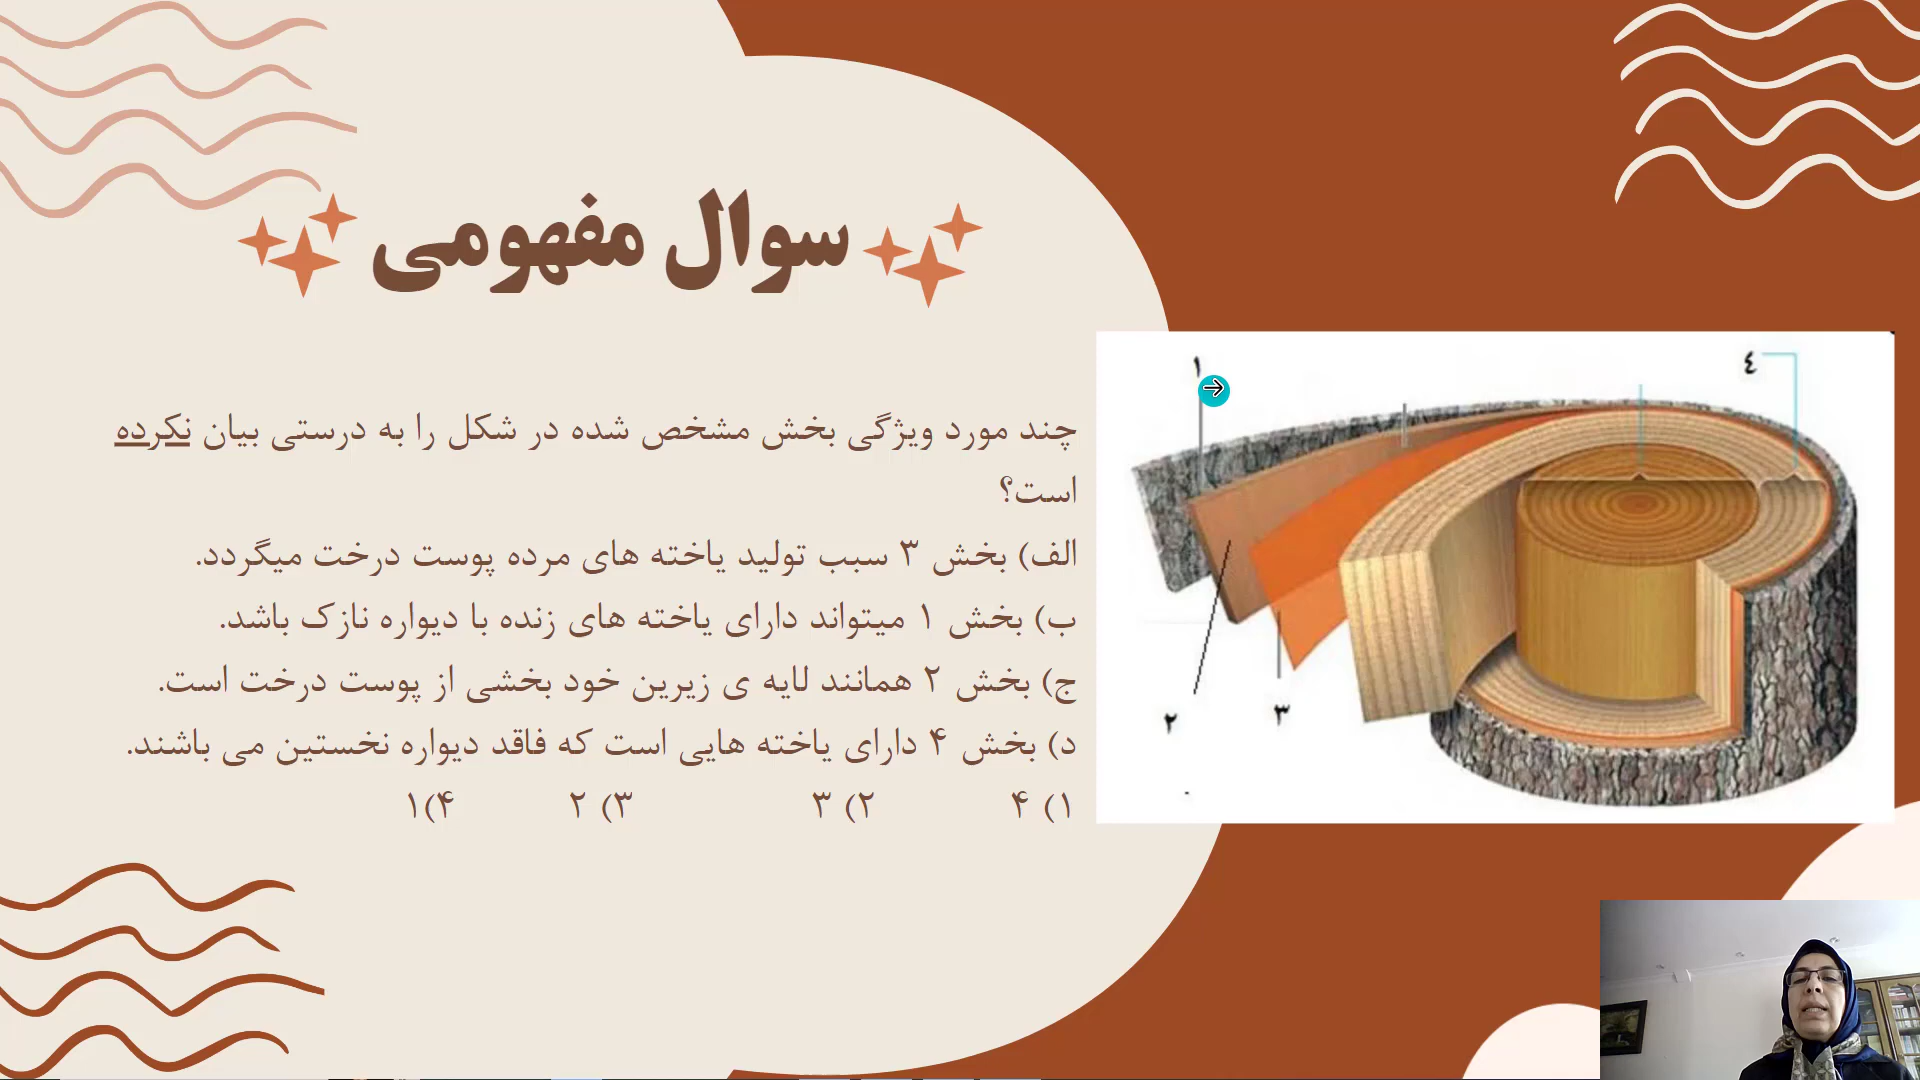 سوال مفهومی
چند مورد ویژگی بخش مشخص شده در شکل را به درستی بیان نکرده
است؟
الف) بخش ۳ سبب تولید یاخته های مرده پوست درخت میگردد.
ب) بخش ۱ میتواند دارای یاخته های زنده با دیواره نازک باشد.
ج) بخش ۲ همانند لایه ی زیرین خود بخشی از پوست درخت است.
د) بخش ۴ دارای یاخته هایی است که فاقد دیواره نخستین می باشند.
۱) ۴ ۲) ۳ ۳) ۲ ۴)۱
۱
٤
۲
۳